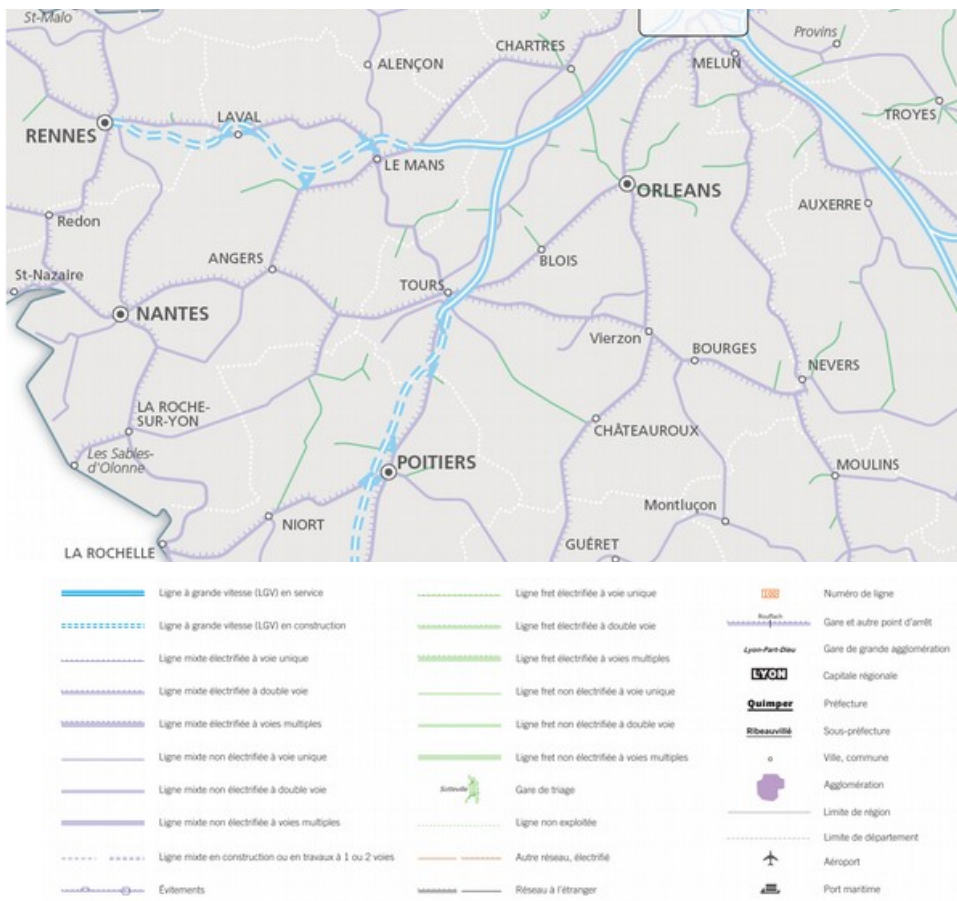 St-Malo
CHARTRES
Provins
ALENÇON
MELUN
TROYES
RENNES
LAVAL
LE MANS
ORLEANS
AUXERRE
Redon
ANGERS
BLOIS
St-Nazaire
TOURS
NANTES
Vierzon
BOURGES
NEVERS
LA ROCHE-
SUR-YON
CHÂTEAUROUX
Les Sables-
d'Olonne
POITIERS
MOULINS
Montluçon
NIORT
GUÉRET
LA ROCHELLE
Ligne à grande vitesse (LGV) en service
Ligne à grande vitesse (LGV) en construction
Ligne mixte électrifiée à voie unique
Ligne mixte électrifiée à double voie
Ligne mixte électrifiée à voies multiples
Ligne mixte non électrifiée à voie unique
Ligne mixte non électrifiée à double voie
Ligne mixte non électrifiée à voies multiples
Ligne mixte en construction ou en travaux à 1 ou 2 voies
Évitements
Ligne fret électrifiée à voie unique
Ligne fret électrifiée à double voie
Ligne fret électrifiée à voies multiples
Ligne fret non électrifiée à voie unique
Ligne fret non électrifiée à double voie
Ligne fret non électrifiée à voies multiples
Sotteville
Gare de triage
Ligne non exploitée
Autre réseau, électrifié
Réseau à l'étranger
Numéro de ligne
Rouffach
Gare et autre point d'arrêt
Lyon-Part-Dieu
Gare de grande agglomération
LYON
Capitale régionale
Quimper
Préfecture
Ribeauvillé
Sous-préfecture
Ville, commune
Agglomération
Limite de région
Limite de département
Aéroport
Port maritime